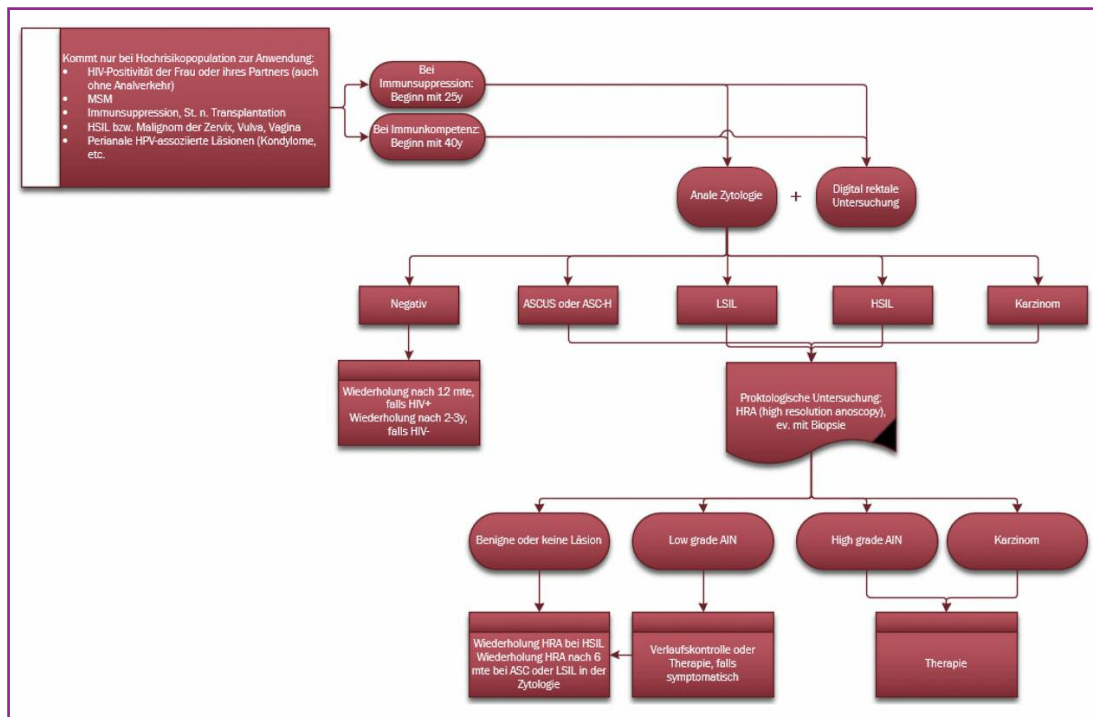 Kommt nur bei Hochrisikopopulation zur Anwendung:
• HIV-Positivität der Frau oder ihres Partners (auch
ohne Analverkehr)
• MSM
• Immunsuppression, St. n. Transplantation
• HSIL bzw. Malignom der Zervix, Vulva, Vagina
• Perianale HPV-assoziierte Läsionen (Kondylome,
etc.
Bei
Immunsuppression:
Beginn mit 25y
Bei Immunkompetenz:
Beginn mit 40y
Anale Zytologie
+
Digital rektale
Untersuchung
Negativ
ASCUS oder ASC-H
LSIL
HSIL
Karzinom
Wiederholung nach 12 mte,
falls HIV+
Wiederholung nach 2-3y,
falls HIV-
Proktologische Untersuchung:
HRA (high resolution anoscopy),
ev. mit Biopsie
Benigne oder keine Läsion
Low grade AIN
High grade AIN
Karzinom
Wiederholung HRA bei HSIL
Wiederholung HRA nach 6
mte bei ASC oder LSIL in der
Zytologie
Verlaufskontrolle oder
Therapie, falls
symptomatisch
Therapie